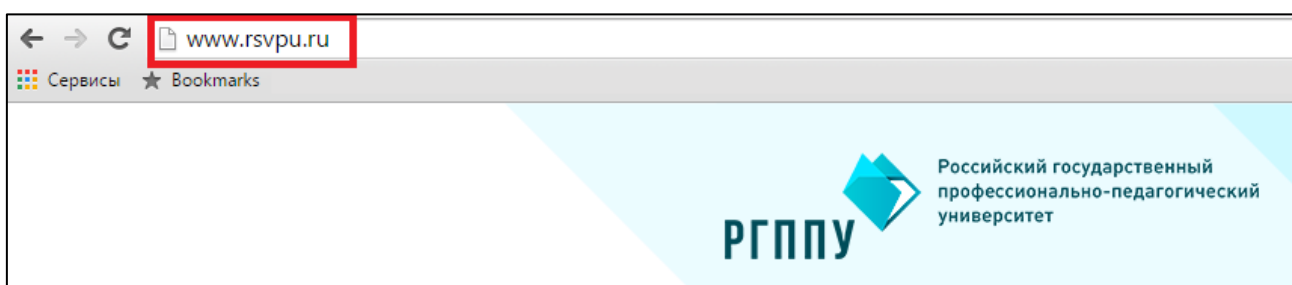 www.rsvpu.ru
Сервисы Bookmarks
Российский государственный
профессионально-педагогический
университет
РГППУ